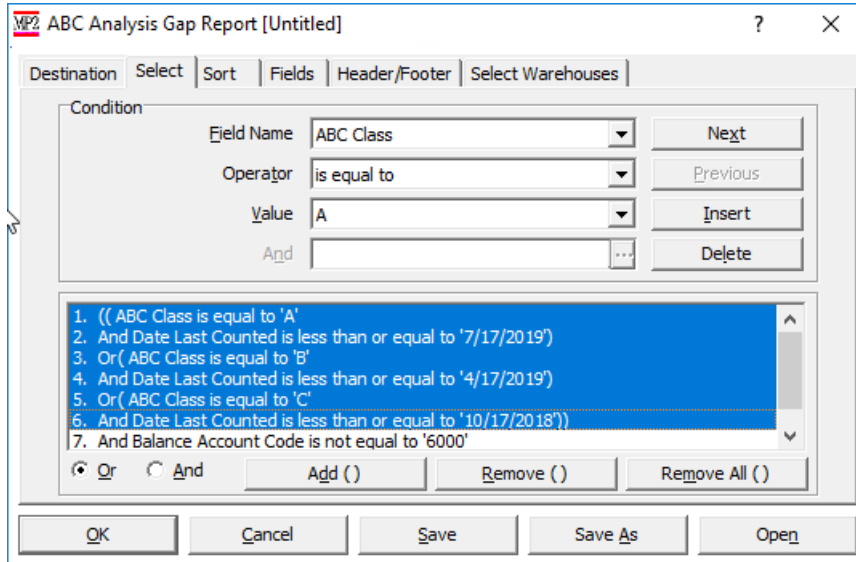 MP2 ABC Analysis Gap Report [Untitled] ?
Destination Select Sort Fields Header/Footer Select Warehouses
Condition
Field Name ABC Class Next
Operator is equal to Previous
Value A Insert
And ... Delete
1. (( ABC Class is equal to 'A'
2. And Date Last Counted is less than or equal to '7/17/2019')
3. Or( ABC Class is equal to 'B'
4. And Date Last Counted is less than or equal to '4/17/2019')
5. Or( ABC Class is equal to 'C'
6. And Date Last Counted is less than or equal to '10/17/2018'))
7. And Balance Account Code is not equal to '6000'
Or And Add ( ) Remove ( ) Remove All ( )
OK Cancel Save Save As Open